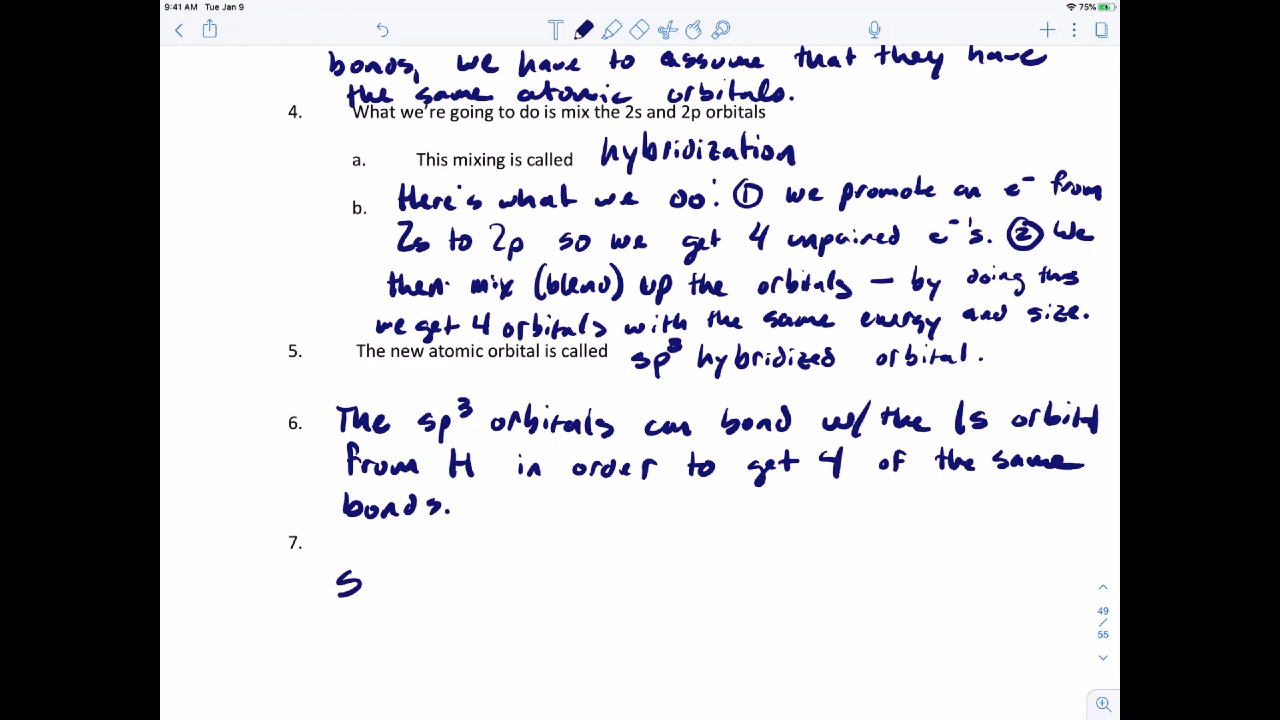 9:41 AM Tue Jan 9
75%
bonds, we have to assume that they have
the same atomic orbitals.
4. What we're going to do is mix the 2s and 2p orbitals
a. This mixing is called hybridization
b. Here's what we do: ① we promote an e⁻ from
2s to 2p so we get 4 unpaired e⁻'s. ② We
then mix (blend) up the orbitals – by doing this
we get 4 orbitals with the same energy and size.
5. The new atomic orbital is called sp³ hybridized orbital.
6. The sp³ orbitals can bond w/ the 1s orbital
from H in order to get 4 of the same
bonds.
7.
S
49
/
55